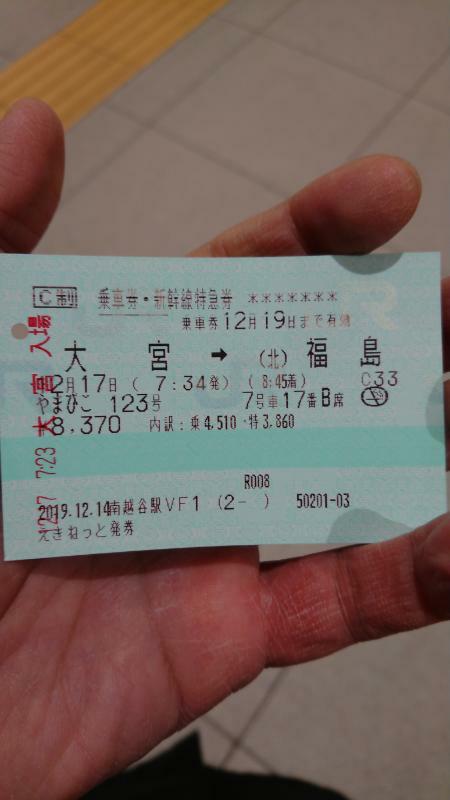 C制 乗車券・新幹線特急券 *******
乗車券12月19日まで有効
大宮 → (北) 福島
12月17日 ( 7:34発) ( 8:45着) C33
やまびこ 123号 7号車17番B席
¥8,370 内訳:乗4,510・特3,860
R008
2019.12.14南越谷駅VF1 (2- ) 50201-03
えきねっと発券
7:23 大宮 入場